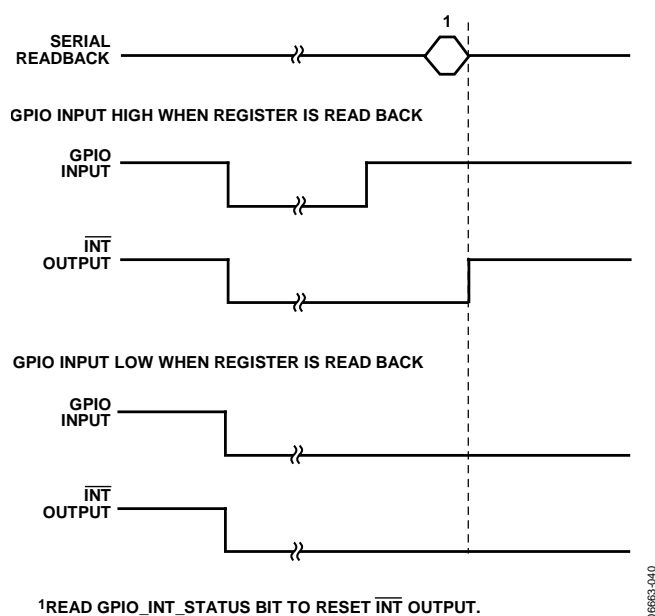 1
SERIAL
READBACK
GPIO INPUT HIGH WHEN REGISTER IS READ BACK
GPIO
INPUT
INT
OUTPUT
GPIO INPUT LOW WHEN REGISTER IS READ BACK
GPIO
INPUT
INT
OUTPUT
1READ GPIO_INT_STATUS BIT TO RESET INT OUTPUT.
06663-040